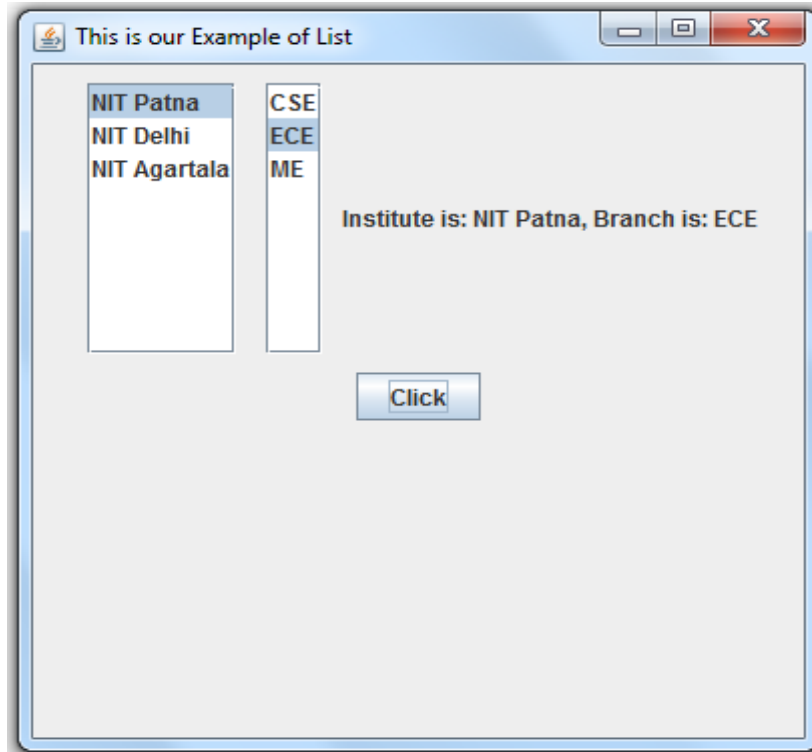 This is our Example of List
NIT Patna
NIT Delhi
NIT Agartala
CSE
ECE
ME
Institute is: NIT Patna, Branch is: ECE
Click